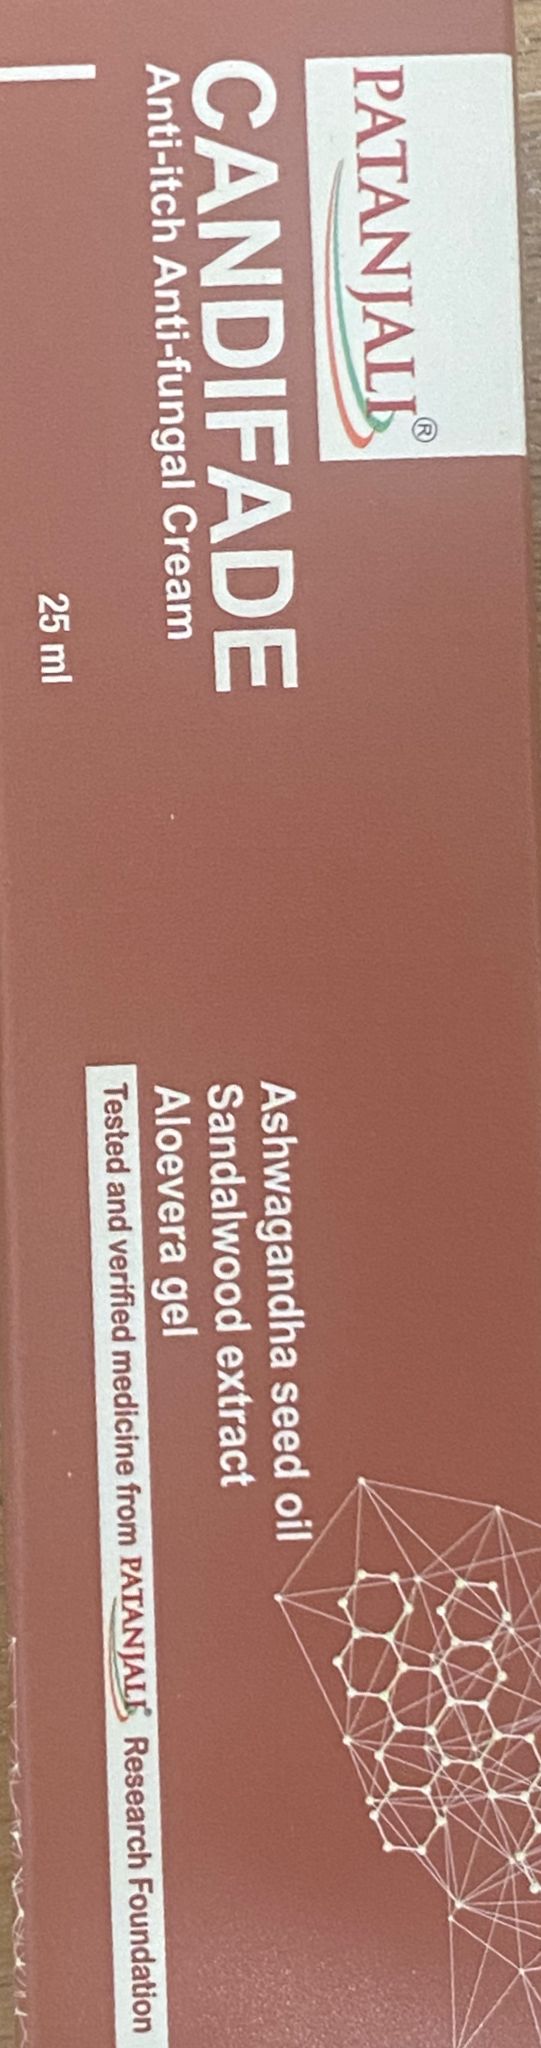 PATANJALI®
CANDIFADE
Anti-itch Anti-fungal Cream
25 ml
Ashwagandha seed oil
Sandalwood extract
Aloevera gel
Tested and verified medicine from PATANJALI® Research Foundation